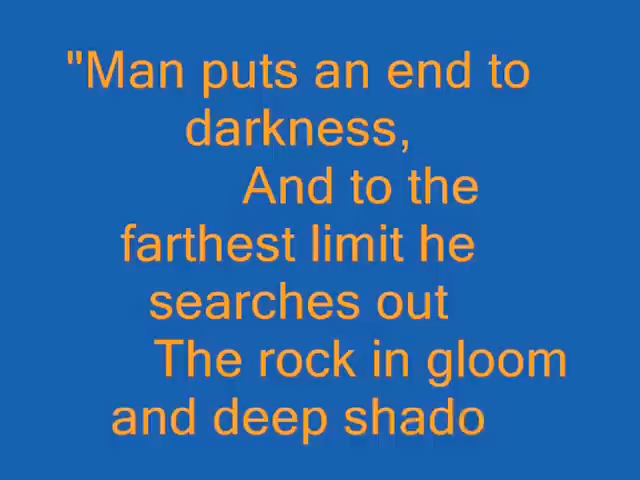 "Man puts an end to
darkness,
And to the
farthest limit he
searches out
The rock in gloom
and deep shado